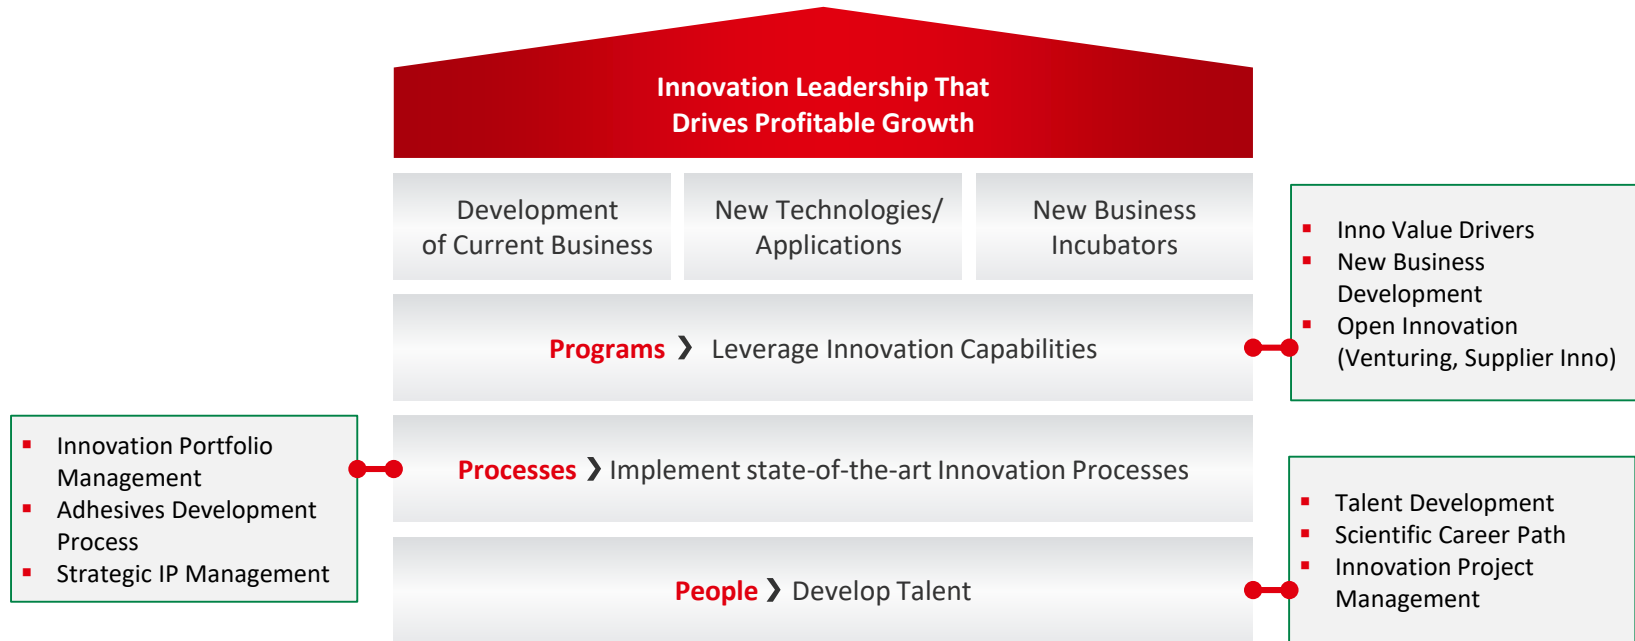 Innovation Leadership That
Drives Profitable Growth
Development
of Current Business
New Technologies/
Applications
New Business
Incubators
▪ Inno Value Drivers
▪ New Business
Development
▪ Open Innovation
(Venturing, Supplier Inno)
Programs ❯ Leverage Innovation Capabilities
▪ Innovation Portfolio
Management
▪ Adhesives Development
Process
▪ Strategic IP Management
Processes ❯ Implement state-of-the-art Innovation Processes
▪ Talent Development
▪ Scientific Career Path
▪ Innovation Project
Management
People ❯ Develop Talent